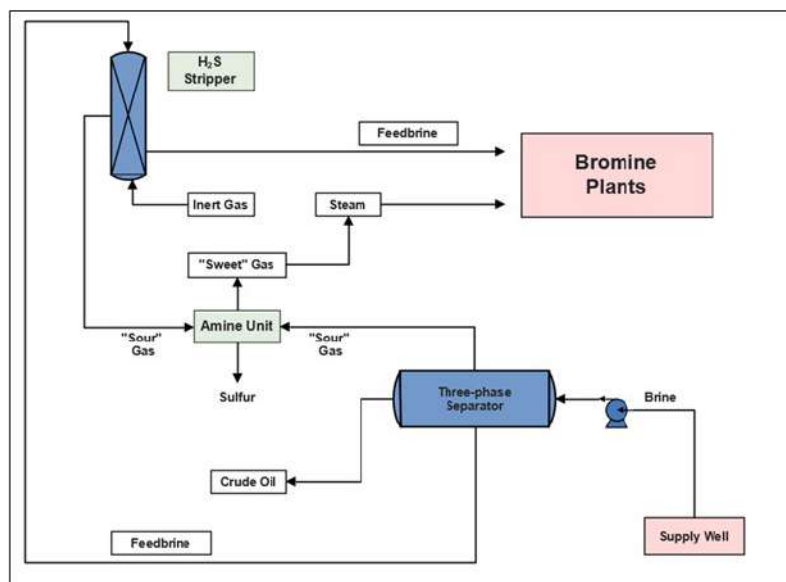 H₂S
Stripper
Feedbrine
Bromine
Plants
Inert Gas
Steam
"Sweet" Gas
"Sour"
Gas
Amine Unit
"Sour"
Gas
Sulfur
Three-phase
Separator
Brine
Crude Oil
Feedbrine
Supply Well